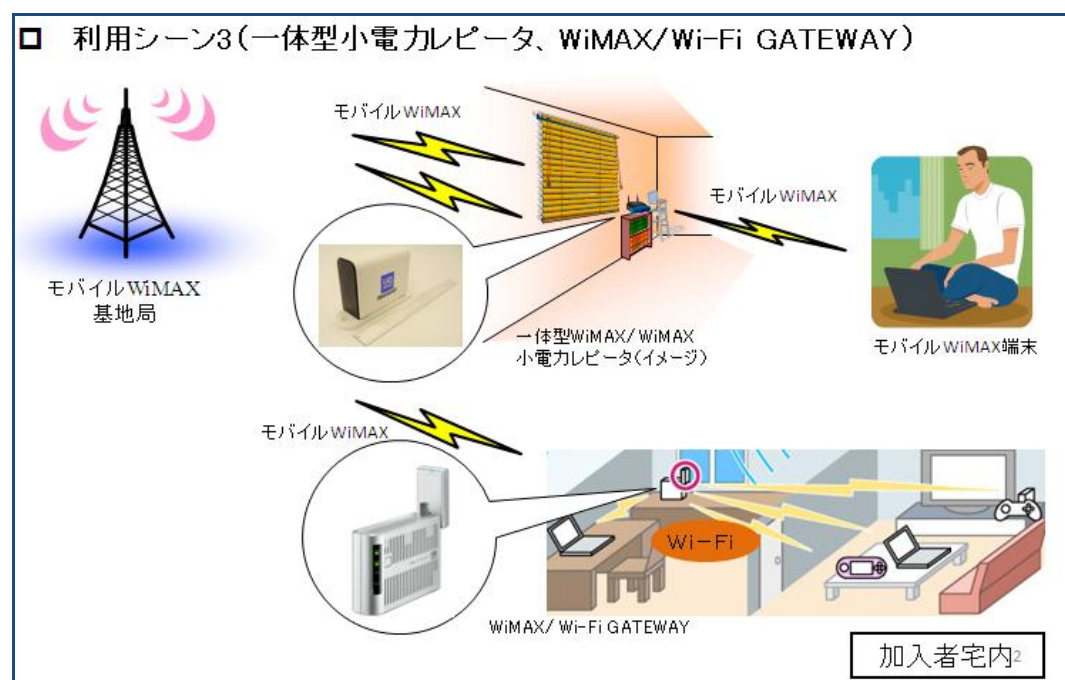 利用シーン3(一体型小電力レピータ、WiMAX/Wi-Fi GATEWAY)
モバイルWiMAX
モバイルWiMAX
モバイルWiMAX
基地局
一体型WiMAX/WiMAX
小電力レピータ(イメージ)
モバイルWiMAX端末
モバイルWiMAX
Wi-Fi
WiMAX/Wi-Fi GATEWAY
加入者宅内2